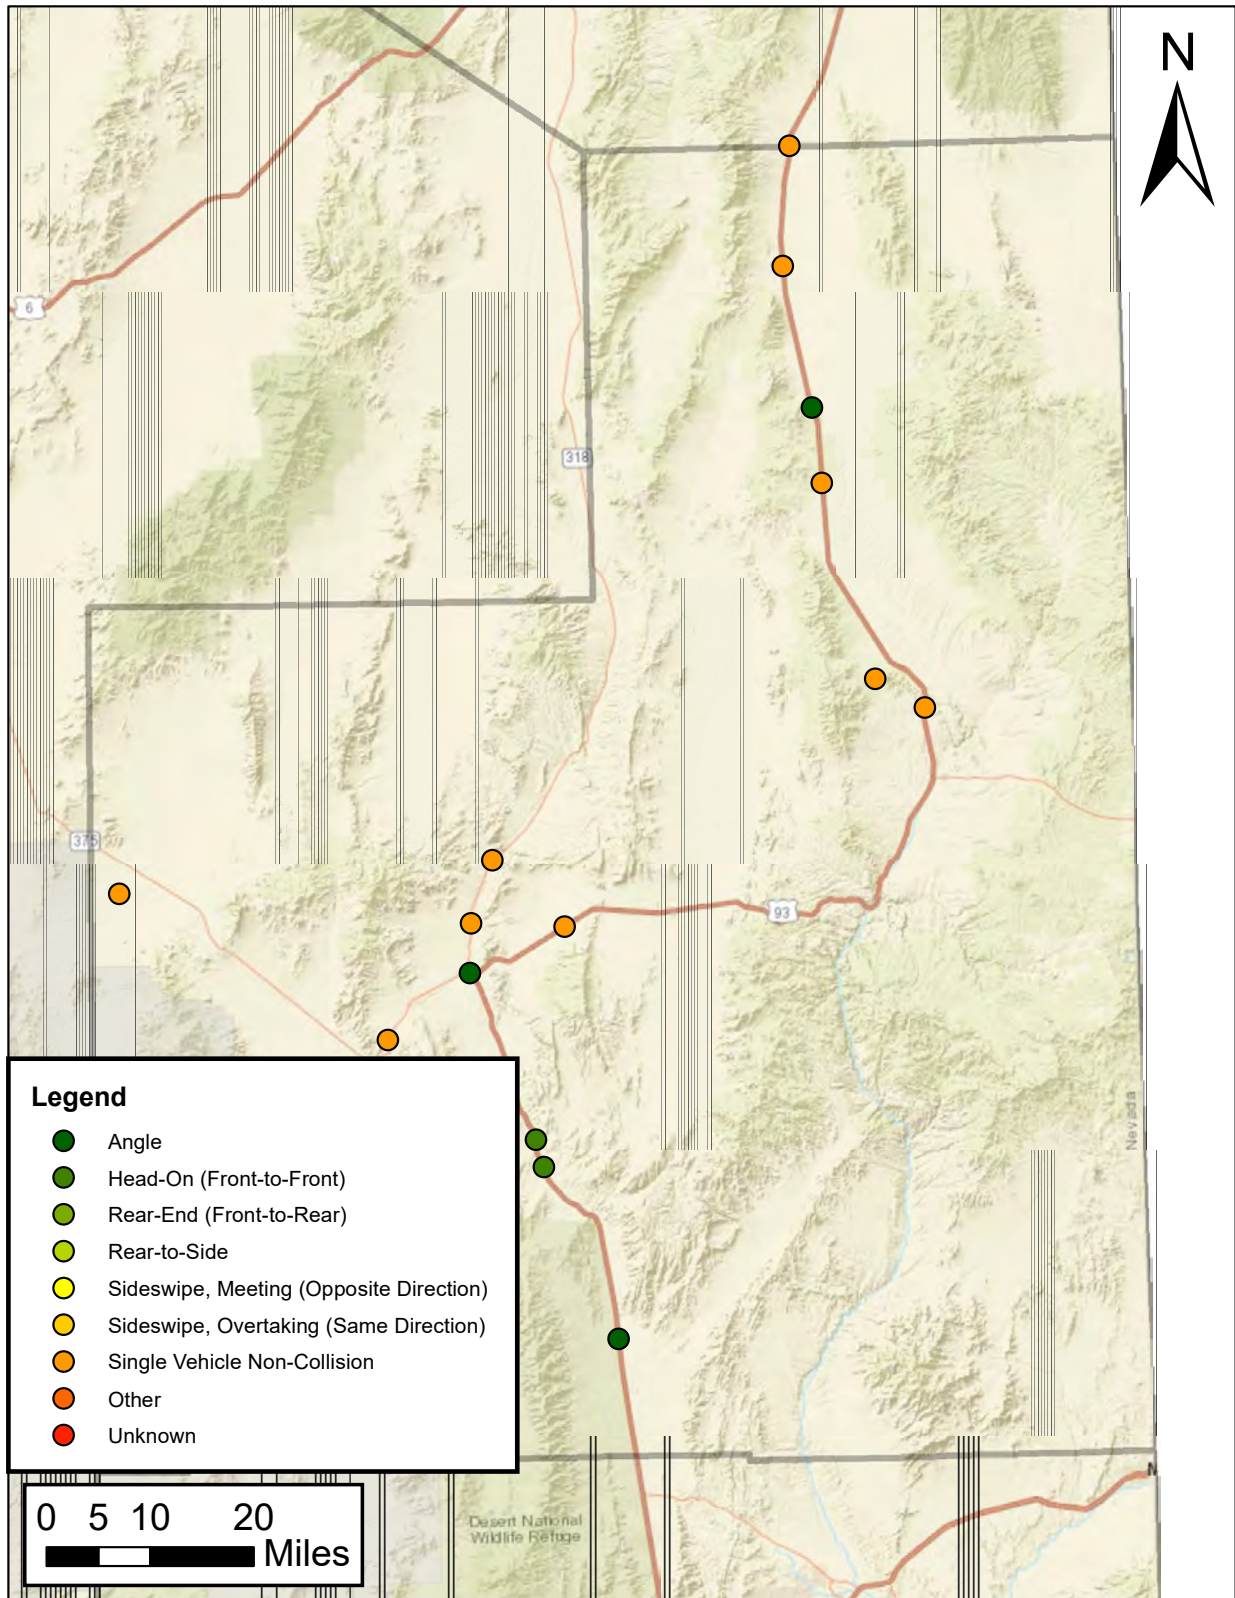 N
6
318
375
93
Nevada
Legend
Angle
Head-On (Front-to-Front)
Rear-End (Front-to-Rear)
Rear-to-Side
Sideswipe, Meeting (Opposite Direction)
Sideswipe, Overtaking (Same Direction)
Single Vehicle Non-Collision
Other
Unknown
0 5 10 20
Miles
Desert National
Wildlife Refuge